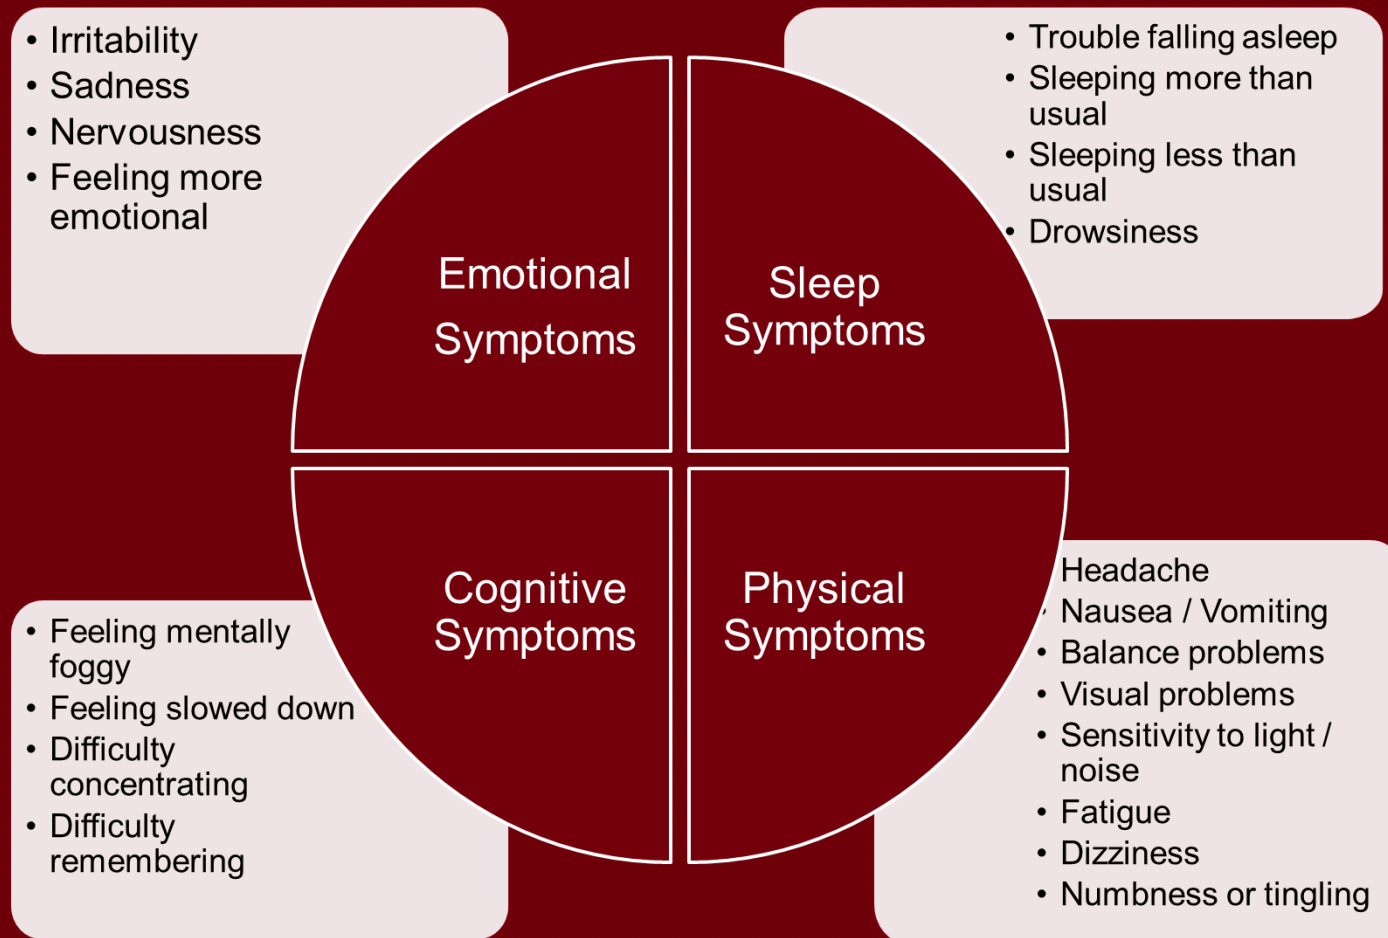 • Irritability
• Sadness
• Nervousness
• Feeling more
emotional
• Trouble falling asleep
• Sleeping more than
usual
• Sleeping less than
usual
• Drowsiness
Emotional
Symptoms
Sleep
Symptoms
Cognitive
Symptoms
Physical
Symptoms
• Feeling mentally
foggy
• Feeling slowed down
• Difficulty
concentrating
• Difficulty
remembering
Headache
• Nausea / Vomiting
• Balance problems
• Visual problems
• Sensitivity to light /
noise
• Fatigue
• Dizziness
• Numbness or tingling